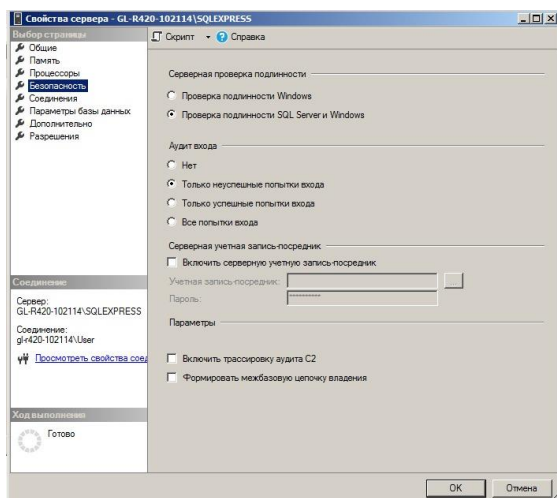 Свойства сервера - GL-R420-102114\SQLEXPRESS
Выбор страницы
Общие
Память
Процессоры
Безопасность
Соединения
Параметры базы данных
Дополнительно
Разрешения
Скрипт Справка
Серверная проверка подлинности
Проверка подлинности Windows
Проверка подлинности SQL Server и Windows
Аудит входа
Нет
Только неуспешные попытки входа
Только успешные попытки входа
Все попытки входа
Серверная учетная запись-посредник
Включить серверную учетную запись-посредник
Учетная запись-посредник: ...
Пароль: **********
Параметры
Включить трассировку аудита C2
Формировать межбазовую цепочку владения
Соединение
Сервер:
GL-R420-102114\SQLEXPRESS
Соединение:
gl-r420-102114\User
Просмотреть свойства соед
Ход выполнения
Готово
OK Отмена